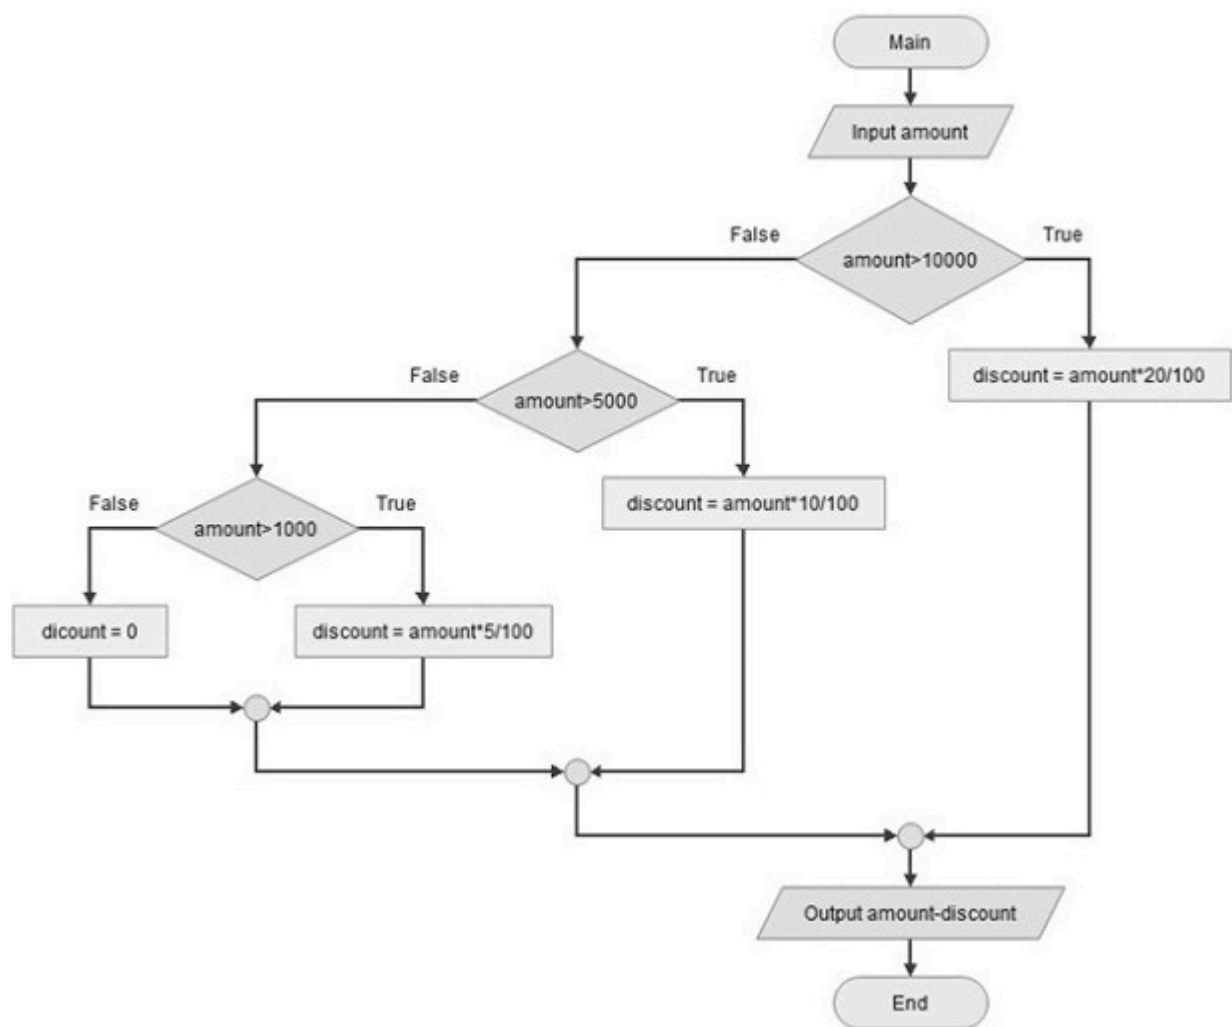 Main
Input amount
False
True
amount>10000
False
True
discount = amount*20/100
amount>5000
False
True
discount = amount*10/100
amount>1000
dicount = 0
discount = amount*5/100
Output amount-discount
End